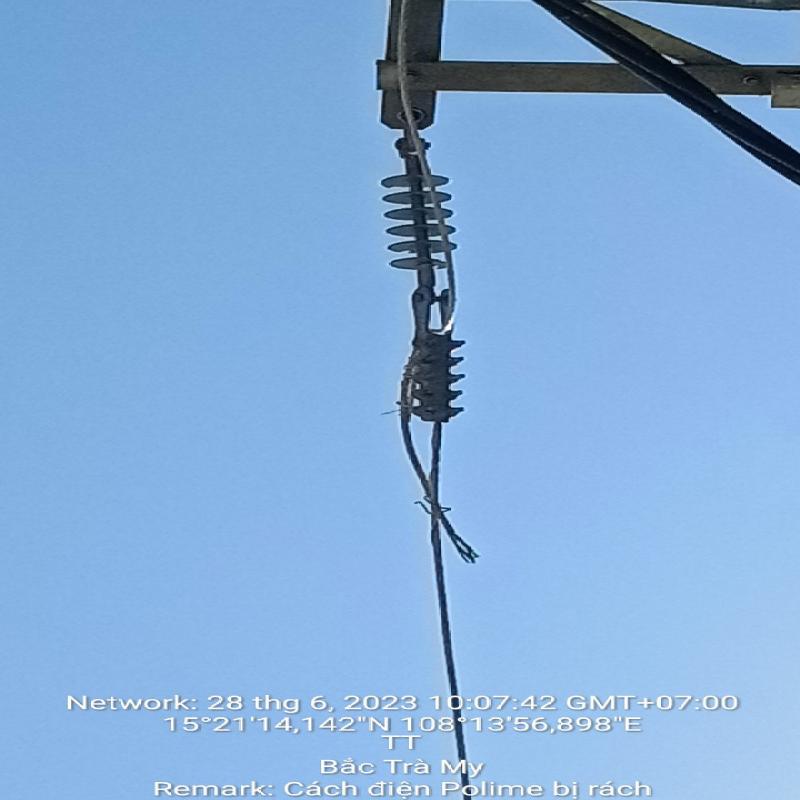 Network: 28 thg 6, 2023 10:07:42 GMT+07:00
15°21'14,142"N 108°13'56,898"E
TT
Bắc Trà My
Remark: Cách điện Polime bị rách